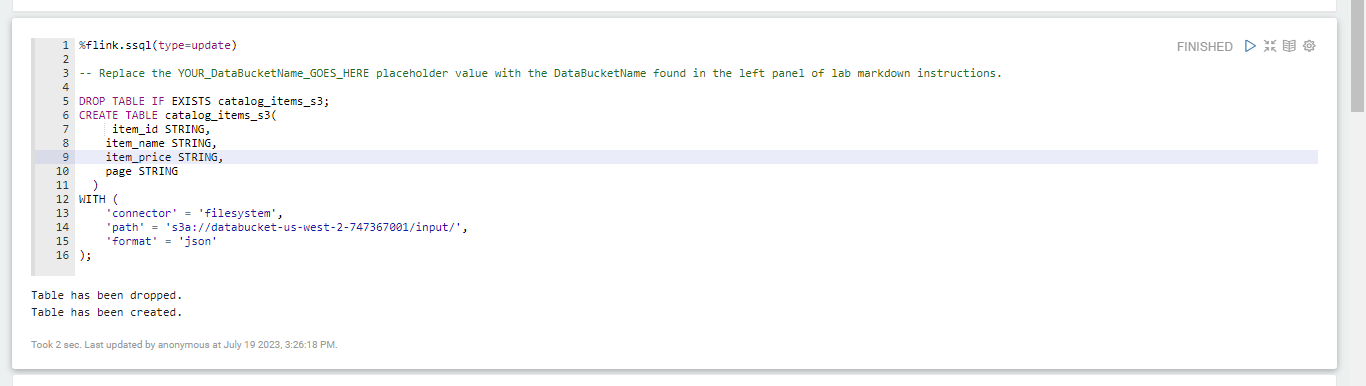 1 %flink.ssql(type=update)
FINISHED
2
3 -- Replace the YOUR_DataBucketName_GOES_HERE placeholder value with the DataBucketName found in the left panel of lab markdown instructions.
4
5 DROP TABLE IF EXISTS catalog_items_s3;
6 CREATE TABLE catalog_items_s3(
7 item_id STRING,
8 item_name STRING,
9 item_price STRING,
10 page STRING
11 )
12 WITH (
13 'connector' = 'filesystem',
14 'path' = 's3a://databucket-us-west-2-747367001/input/',
15 'format' = 'json'
16 );
Table has been dropped.
Table has been created.
Took 2 sec. Last updated by anonymous at July 19 2023, 3:26:18 PM.